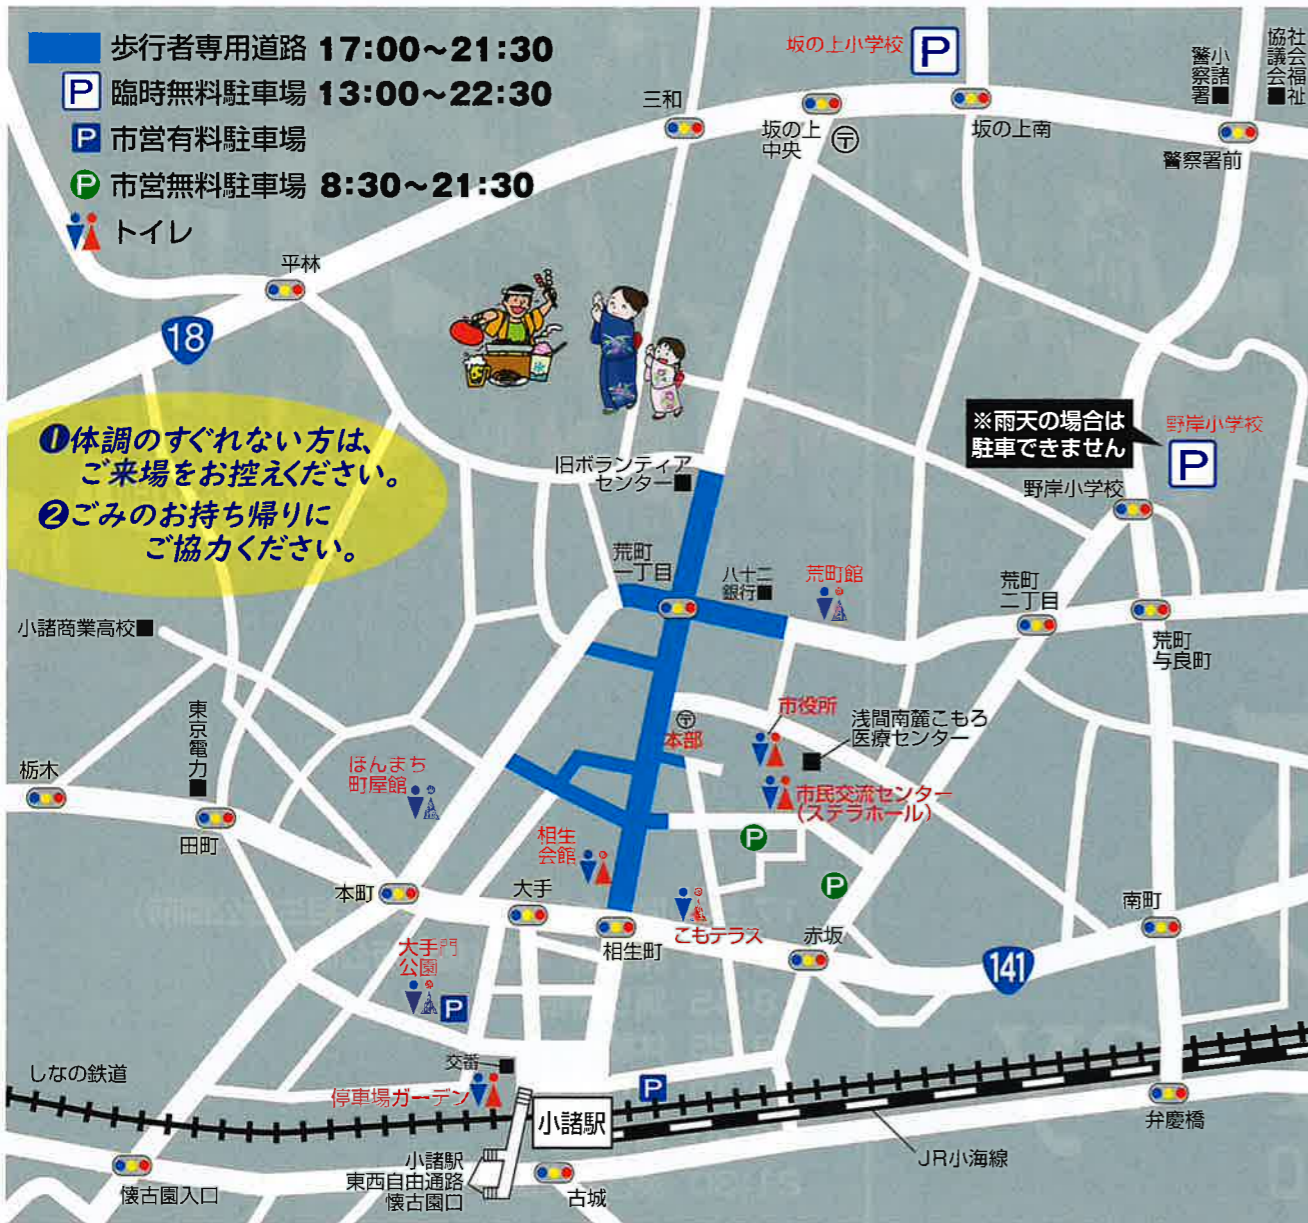 歩行者専用道路 17:00～21:30
P 臨時無料駐車場 13:00～22:30
P 市営有料駐車場
P 市営無料駐車場 8:30～21:30
トイレ
坂の上小学校
P
小諸
警察署
社会福祉
協議会
三和
坂の上
中央
〒
坂の上南
警察署前
平林
18
❶体調のすぐれない方は、
ご来場をお控えください。
❷ごみのお持ち帰りに
ご協力ください。
※雨天の場合は
駐車できません
野岸小学校
P
野岸小学校
旧ボランティア
センター
荒町
一丁目
八十二
銀行
荒町館
荒町
二丁目
荒町
与良町
小諸商業高校
東京電力
栃木
田町
ほんまち
町屋館
〒
本部
市役所
浅間南麓こもろ
医療センター
市民交流センター
（ステラホール）
P
P
相生
会館
本町
大手
相生町
こもテラス
赤坂
南町
141
大手門
公園
P
交番
停車場ガーデン
P
しなの鉄道
小諸駅
弁慶橋
JR小海線
小諸駅
東西自由通路
懐古園口
懐古園入口
古城